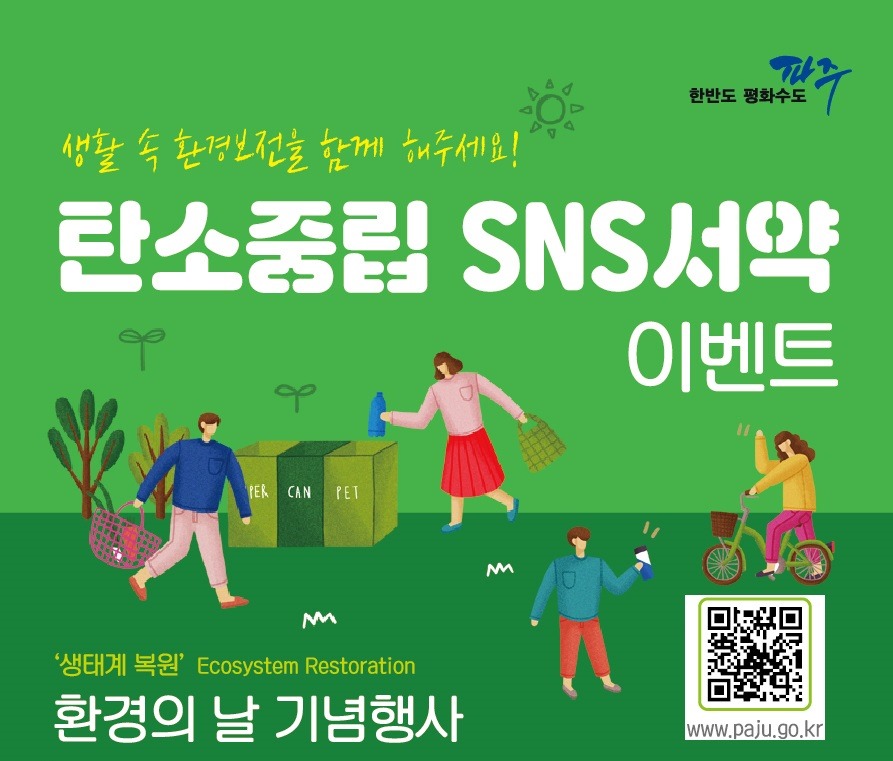 파주
한반도 평화수도
생활 속 환경보전을 함께 해주세요!
탄소중립 SNS서약
이벤트
PER CAN PET
'생태계 복원' Ecosystem Restoration
환경의 날 기념행사
www.paju.go.kr